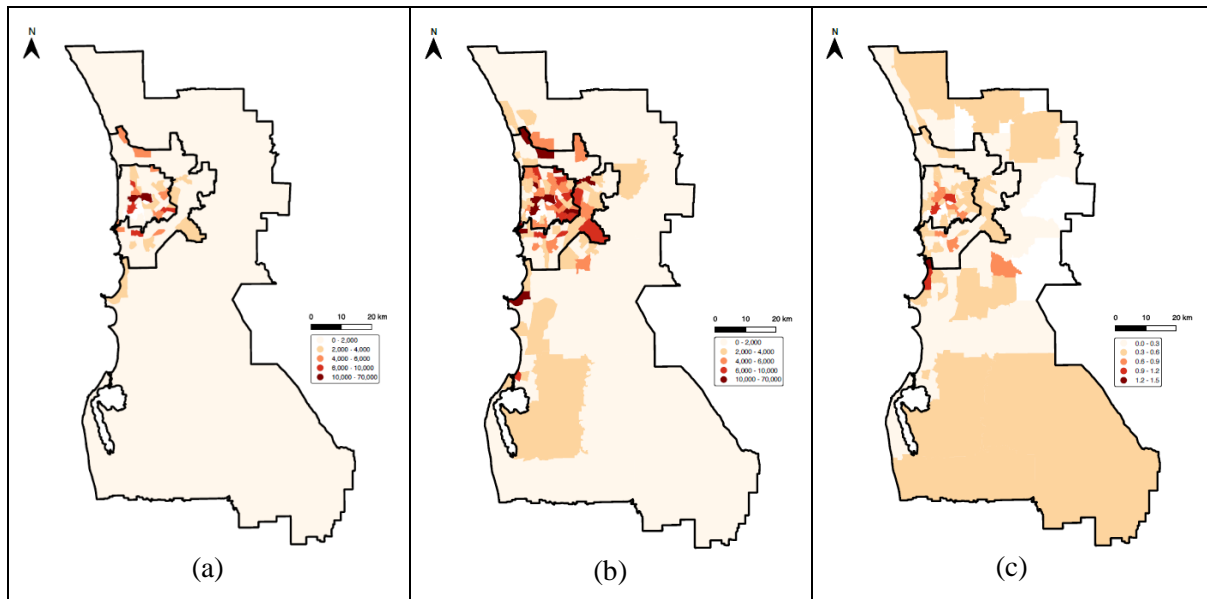 N
0 10 20 km
0 - 2,000
2,000 - 4,000
4,000 - 6,000
6,000 - 10,000
10,000 - 70,000
(a)
N
0 10 20 km
0 - 2,000
2,000 - 4,000
4,000 - 6,000
6,000 - 10,000
10,000 - 70,000
(b)
N
0 10 20 km
0.0 - 0.3
0.3 - 0.6
0.6 - 0.9
0.9 - 1.2
1.2 - 1.5
(c)